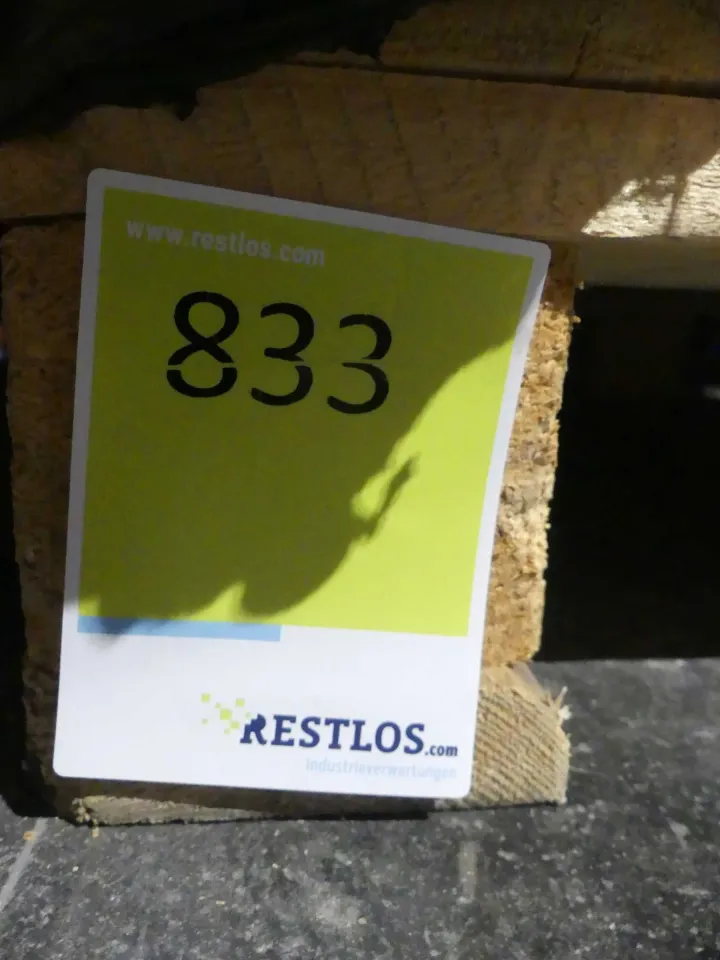 www.restlos.com
833
RESTLOS.com
industrieverwertungen